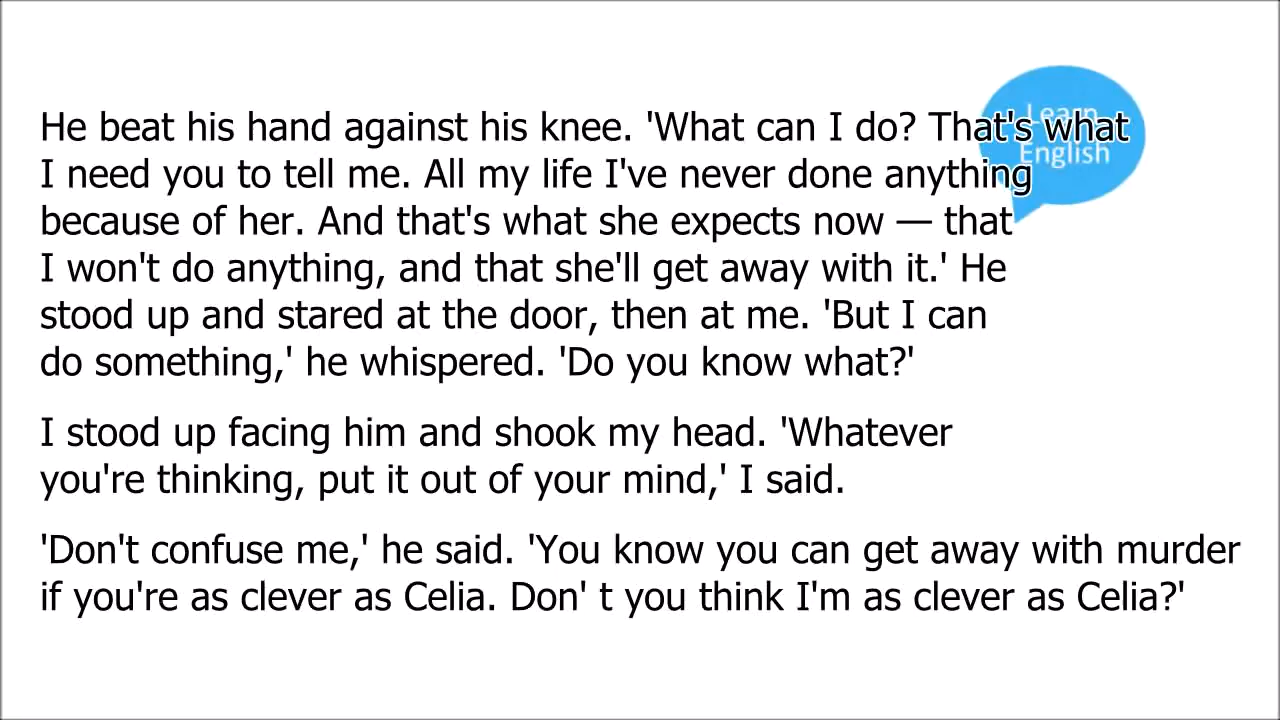 Learn
English
He beat his hand against his knee. 'What can I do? That's what
I need you to tell me. All my life I've never done anything
because of her. And that's what she expects now — that
I won't do anything, and that she'll get away with it.' He
stood up and stared at the door, then at me. 'But I can
do something,' he whispered. 'Do you know what?'
I stood up facing him and shook my head. 'Whatever
you're thinking, put it out of your mind,' I said.
'Don't confuse me,' he said. 'You know you can get away with murder
if you're as clever as Celia. Don' t you think I'm as clever as Celia?'